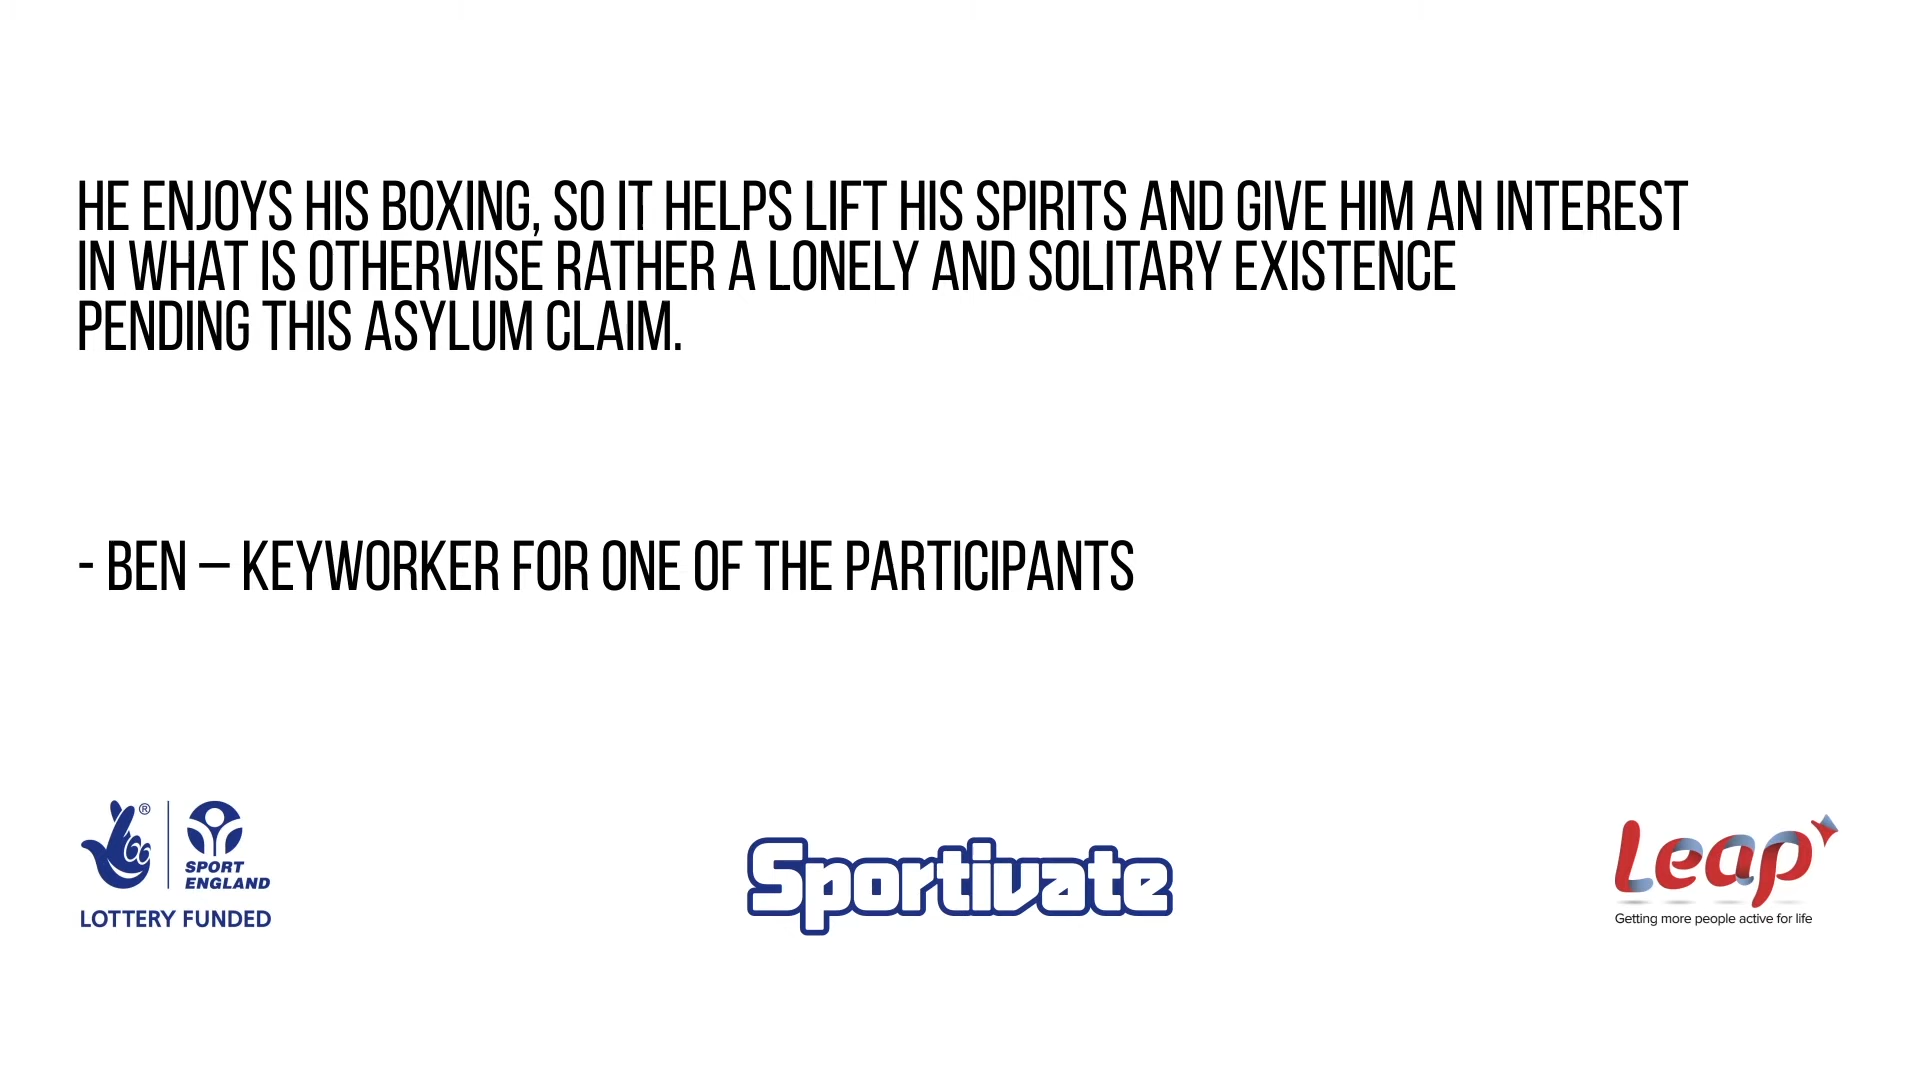 HE ENJOYS HIS BOXING, SO IT HELPS LIFT HIS SPIRITS AND GIVE HIM AN INTEREST
IN WHAT IS OTHERWISE RATHER A LONELY AND SOLITARY EXISTENCE
PENDING THIS ASYLUM CLAIM.
- BEN – KEYWORKER FOR ONE OF THE PARTICIPANTS
®
SPORT
ENGLAND
LOTTERY FUNDED
Sportivate
Leap
Getting more people active for life